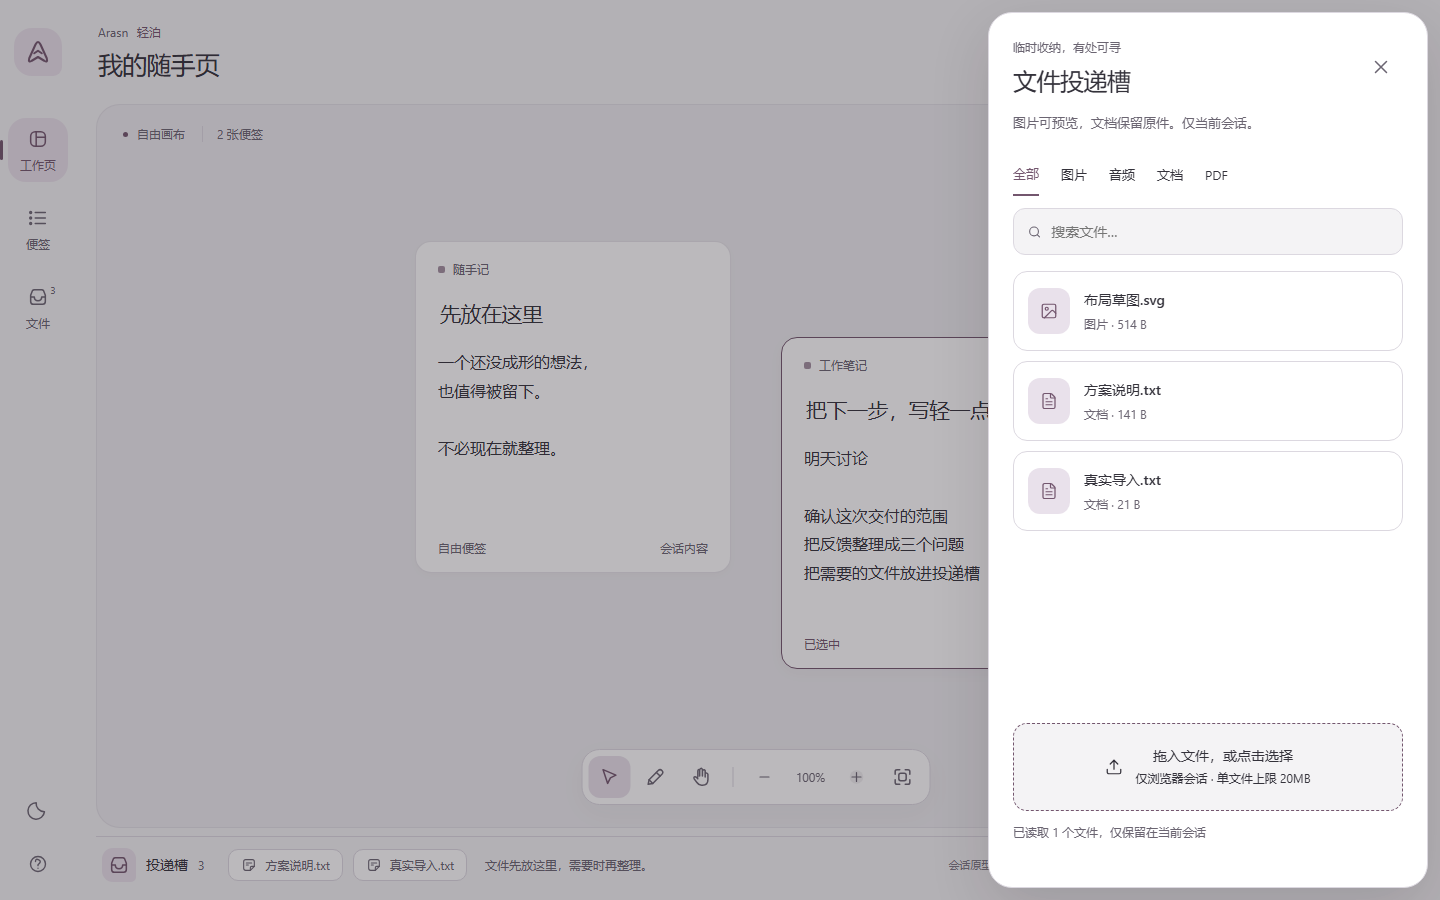 Arasn 轻泊
我的随手页
工作页
便签
3
文件
自由画布
2 张便签
随手记
先放在这里
一个还没成形的想法，
也值得被留下。
不必现在就整理。
自由便签
会话内容
工作笔记
把下一步，写轻一点
明天讨论
确认这次交付的范围
把反馈整理成三个问题
把需要的文件放进投递槽
已选中
100%
投递槽 3
方案说明.txt
真实导入.txt
文件先放这里，需要时再整理。
会话原型
临时收纳，有处可寻
文件投递槽
图片可预览，文档保留原件。仅当前会话。
全部 图片 音频 文档 PDF
搜索文件...
布局草图.svg
图片 · 514 B
方案说明.txt
文档 · 141 B
真实导入.txt
文档 · 21 B
拖入文件，或点击选择
仅浏览器会话 · 单文件上限 20MB
已读取 1 个文件，仅保留在当前会话